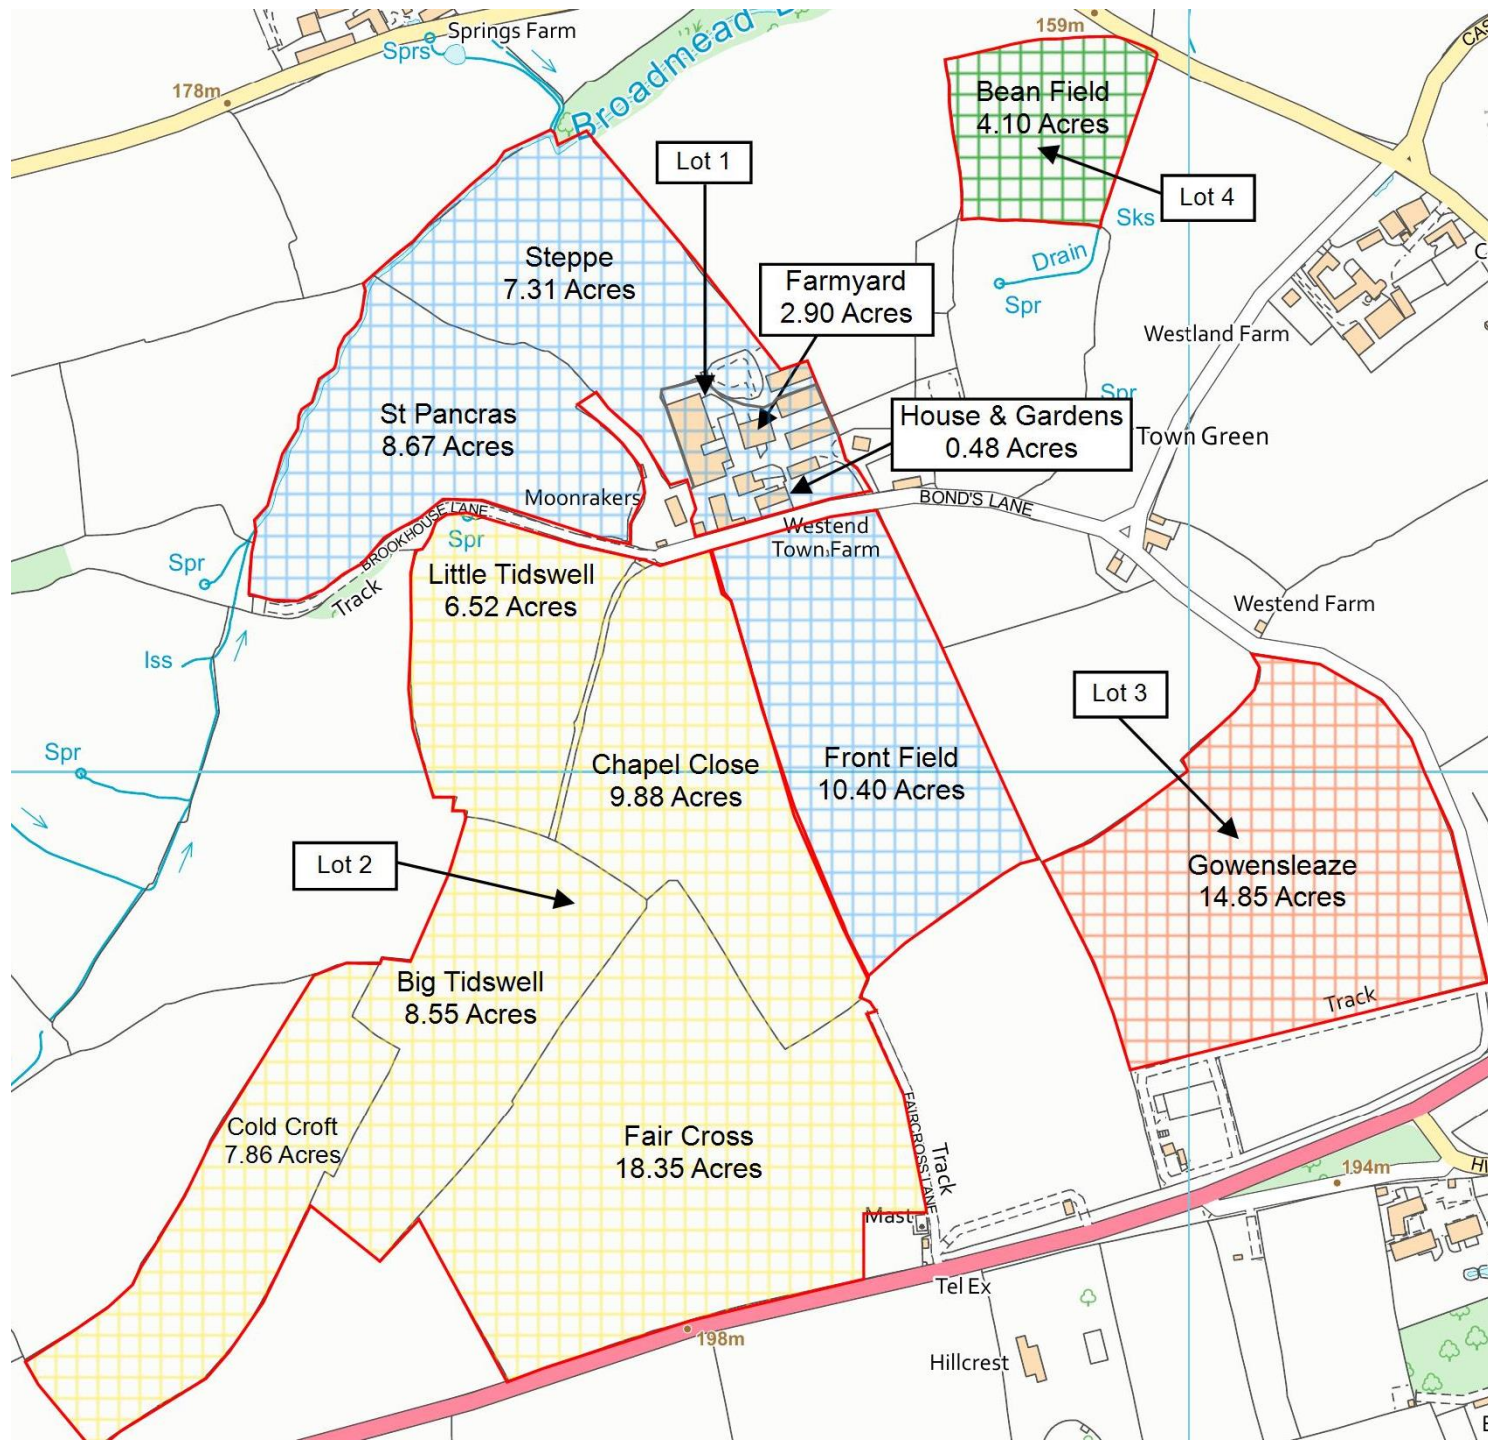 Springs Farm
Sprs
178m
Broadmead
159m
Bean Field
4.10 Acres
Lot 1
Lot 4
Sks
Drain
Spr
Steppe
7.31 Acres
Farmyard
2.90 Acres
Westland Farm
Spr
St Pancras
8.67 Acres
House & Gardens
0.48 Acres
Town Green
Moonrakers
BOND'S LANE
BROOKHOUSE LANE
Westend
Town Farm
Spr
Spr
Track
Little Tidswell
6.52 Acres
Westend Farm
Iss
Lot 3
Spr
Chapel Close
9.88 Acres
Front Field
10.40 Acres
Lot 2
Gowensleaze
14.85 Acres
Big Tidswell
8.55 Acres
Track
Cold Croft
7.86 Acres
Fair Cross
18.35 Acres
FAIRCROSS LANE
Track
194m
Mast
Tel Ex
198m
Hillcrest